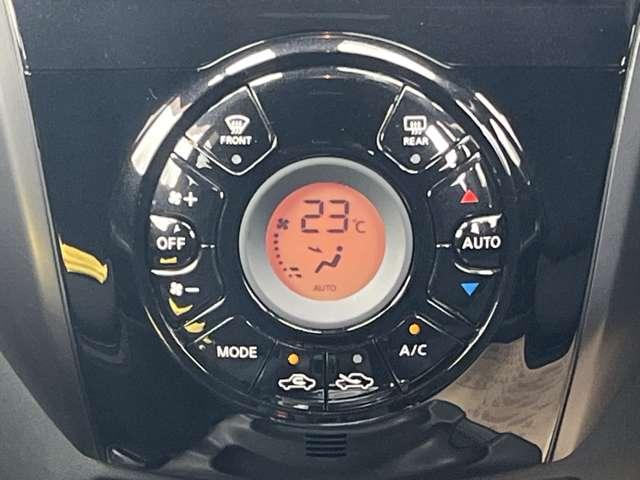 FRONT
REAR
+
23°C
OFF
AUTO
−
AUTO
MODE
A/C